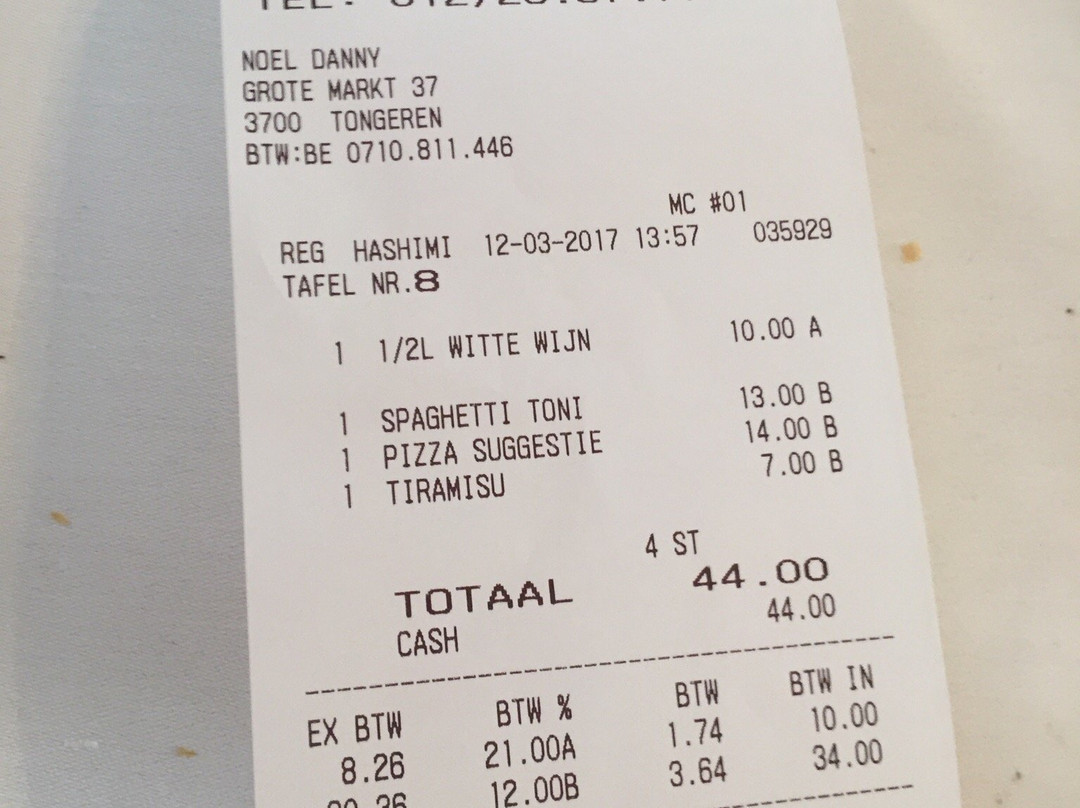 TEL:
NOEL DANNY
GROTE MARKT 37
3700 TONGEREN
BTW:BE 0710.811.446
MC #01
REG HASHIMI 12-03-2017 13:57 035929
TAFEL NR.8
1 1/2L WITTE WIJN 10.00 A
1 SPAGHETTI TONI 13.00 B
1 PIZZA SUGGESTIE 14.00 B
1 TIRAMISU 7.00 B
4 ST
TOTAAL 44.00
CASH 44.00
EX BTW BTW % BTW BTW IN
8.26 21.00A 1.74 10.00
12.00B 3.64 34.00